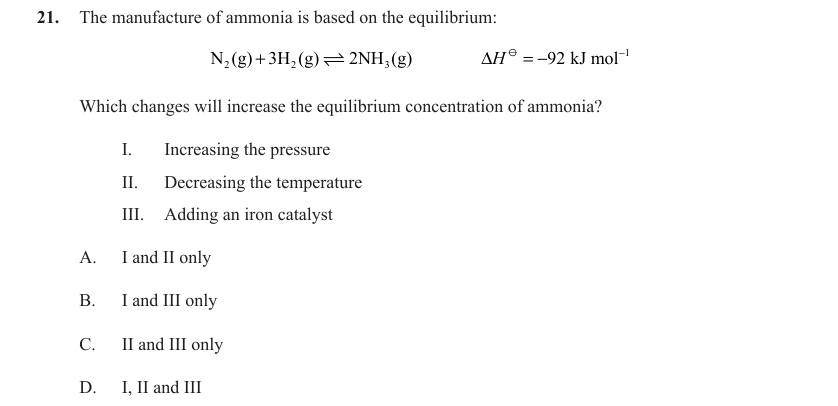 21. The manufacture of ammonia is based on the equilibrium:
N₂(g)+3H₂(g)⇌2NH₃(g) ΔH⊖ = –92 kJ mol⁻¹
Which changes will increase the equilibrium concentration of ammonia?
I. Increasing the pressure
II. Decreasing the temperature
III. Adding an iron catalyst
A. I and II only
B. I and III only
C. II and III only
D. I, II and III